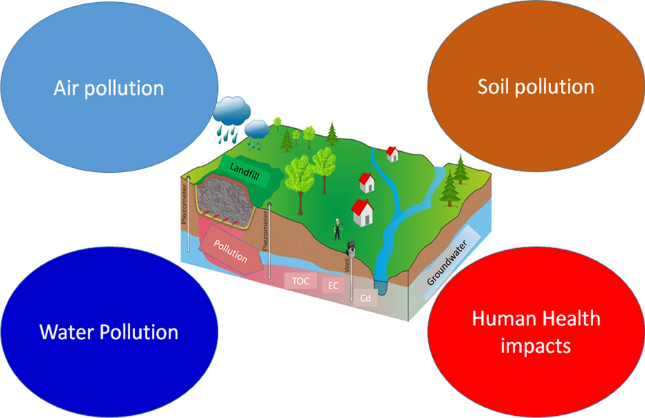 Air pollution
Soil pollution
Landfill
Piezometer
Piezometer
Pollution
TOC
EC
Well
Cd
Groundwater
Water Pollution
Human Health
impacts